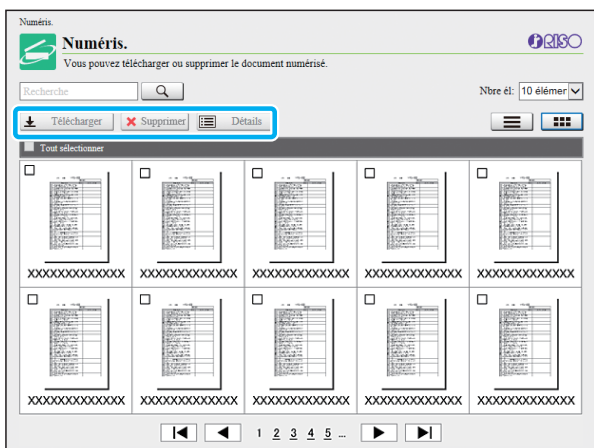 Numéris.
Numéris.
RISO
Vous pouvez télécharger ou supprimer le document numérisé.
Recherche
Nbre él: 10 élémer
Télécharger Supprimer Détails
Tout sélectionner
XXXXXXXXXXXXX XXXXXXXXXXXXX XXXXXXXXXXXXX XXXXXXXXXXXXX XXXXXXXXXXXXX
XXXXXXXXXXXXX XXXXXXXXXXXXX XXXXXXXXXXXXX XXXXXXXXXXXXX XXXXXXXXXXXXX
1 2 3 4 5 ...